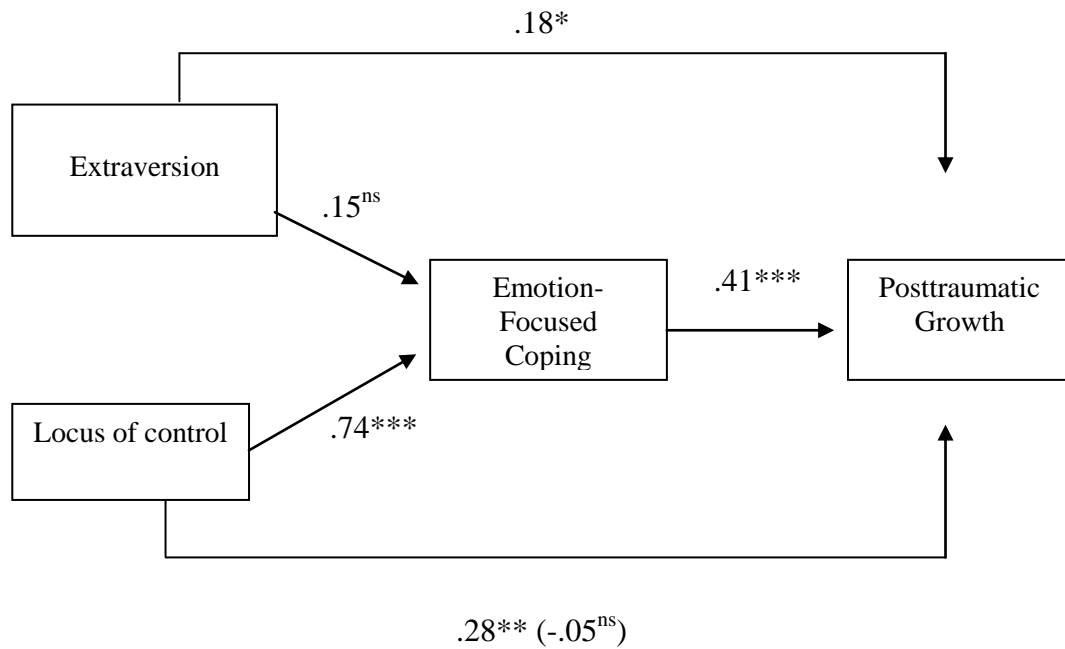 .18*
Extraversion
.15ns
Emotion-
Focused
Coping
.41***
Posttraumatic
Growth
Locus of control
.74***
.28** (-.05ns)